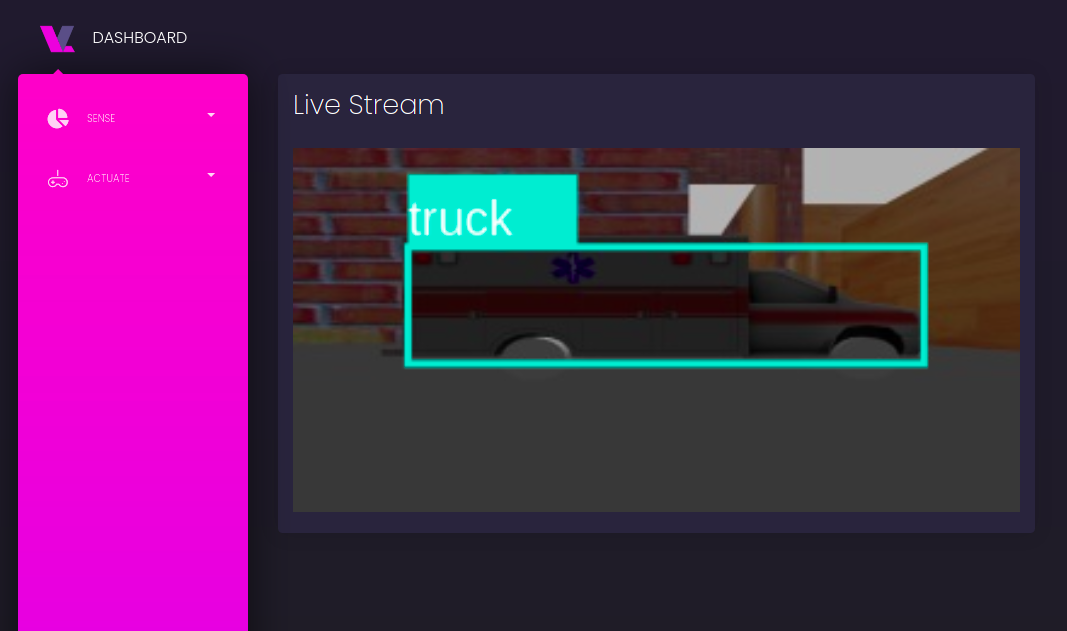 DASHBOARD
SENSE
ACTUATE
Live Stream
truck